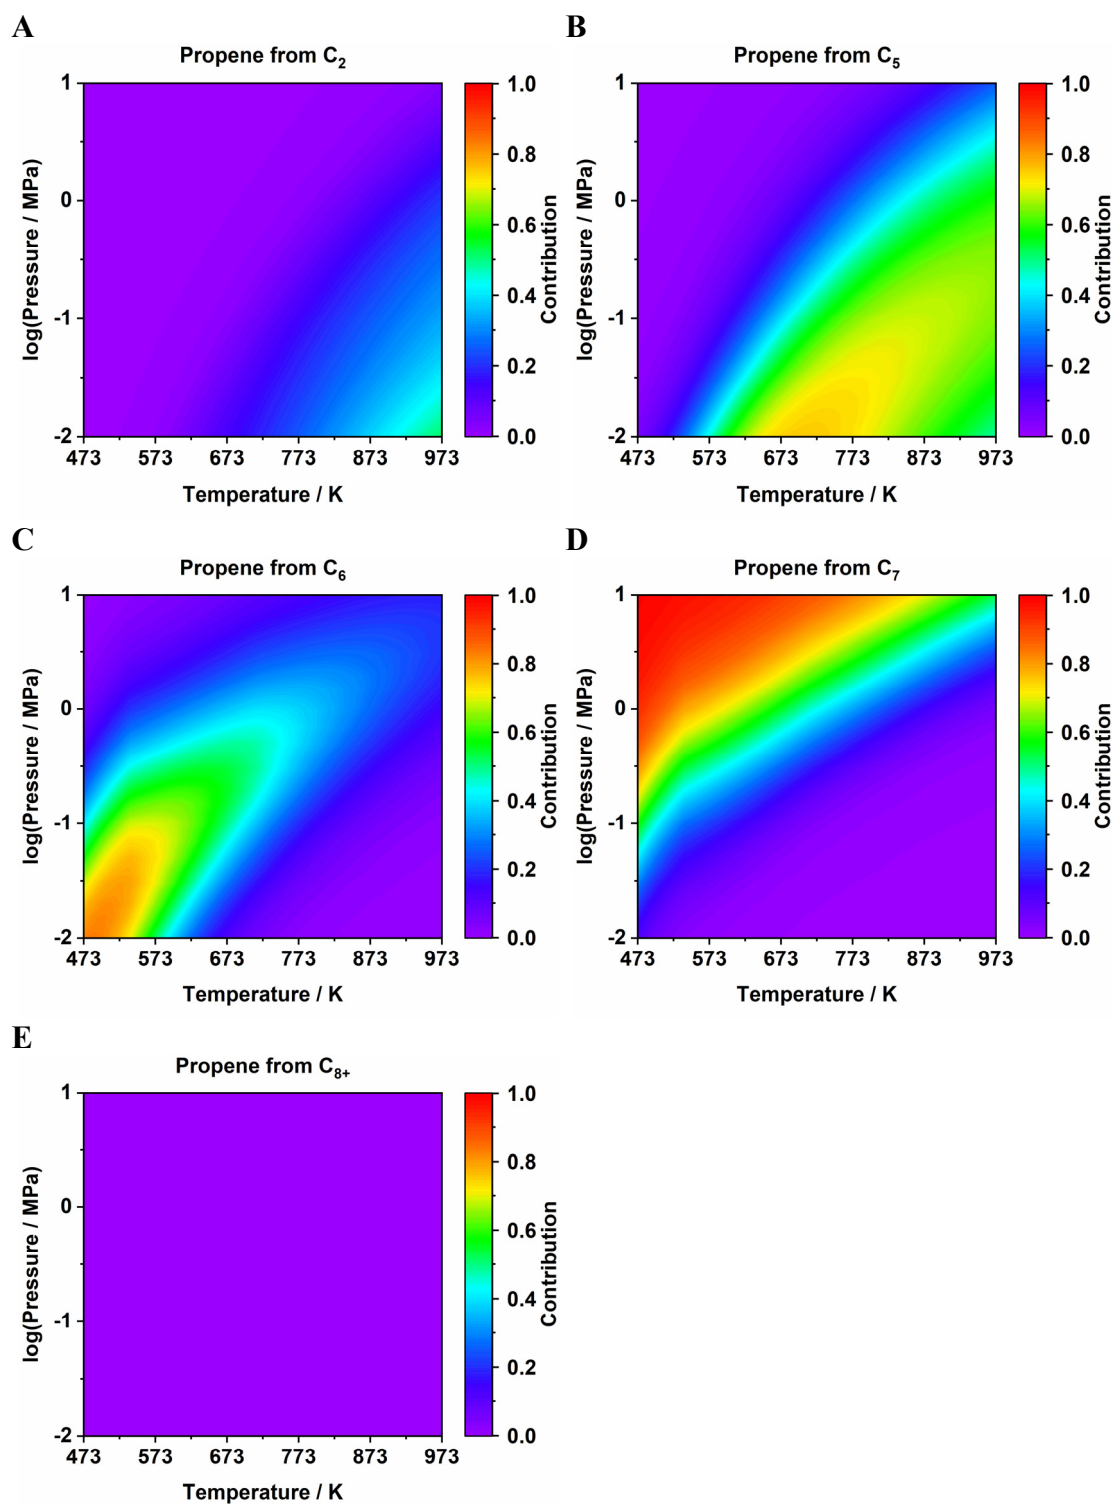 A
Propene from C2
log(Pressure / MPa)
1
0
-1
-2
473 573 673 773 873 973
Temperature / K
1.0
0.8
0.6
0.4
0.2
0.0
Contribution
B
Propene from C5
log(Pressure / MPa)
1
0
-1
-2
473 573 673 773 873 973
Temperature / K
1.0
0.8
0.6
0.4
0.2
0.0
Contribution
C
Propene from C6
log(Pressure / MPa)
1
0
-1
-2
473 573 673 773 873 973
Temperature / K
1.0
0.8
0.6
0.4
0.2
0.0
Contribution
D
Propene from C7
log(Pressure / MPa)
1
0
-1
-2
473 573 673 773 873 973
Temperature / K
1.0
0.8
0.6
0.4
0.2
0.0
Contribution
E
Propene from C8+
log(Pressure / MPa)
1
0
-1
-2
473 573 673 773 873 973
Temperature / K
1.0
0.8
0.6
0.4
0.2
0.0
Contribution